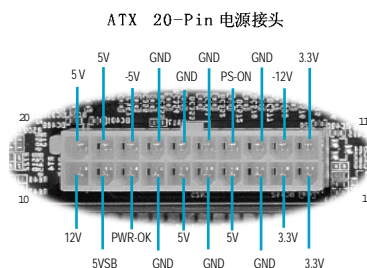 ATX 20-Pin 电源接头
5V GND GND GND 3.3V
5V -5V GND PS-ON -12V
20 11
10 1
12V PWR-OK 5V 5V 3.3V
5VSB GND GND GND 3.3V